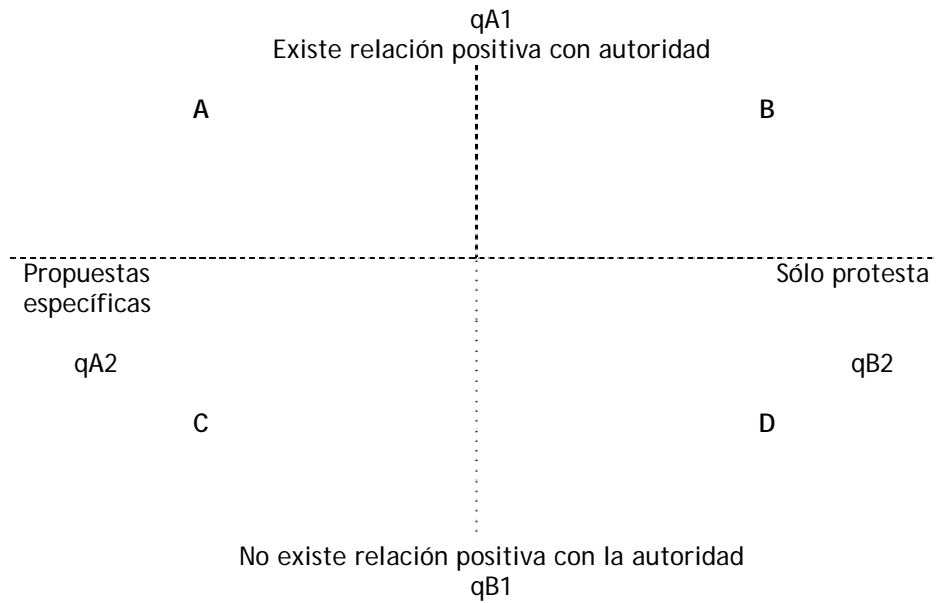 qA1
Existe relación positiva con autoridad
A B
Propuestas Sólo protesta
específicas
qA2 qB2
C D
No existe relación positiva con la autoridad
qB1